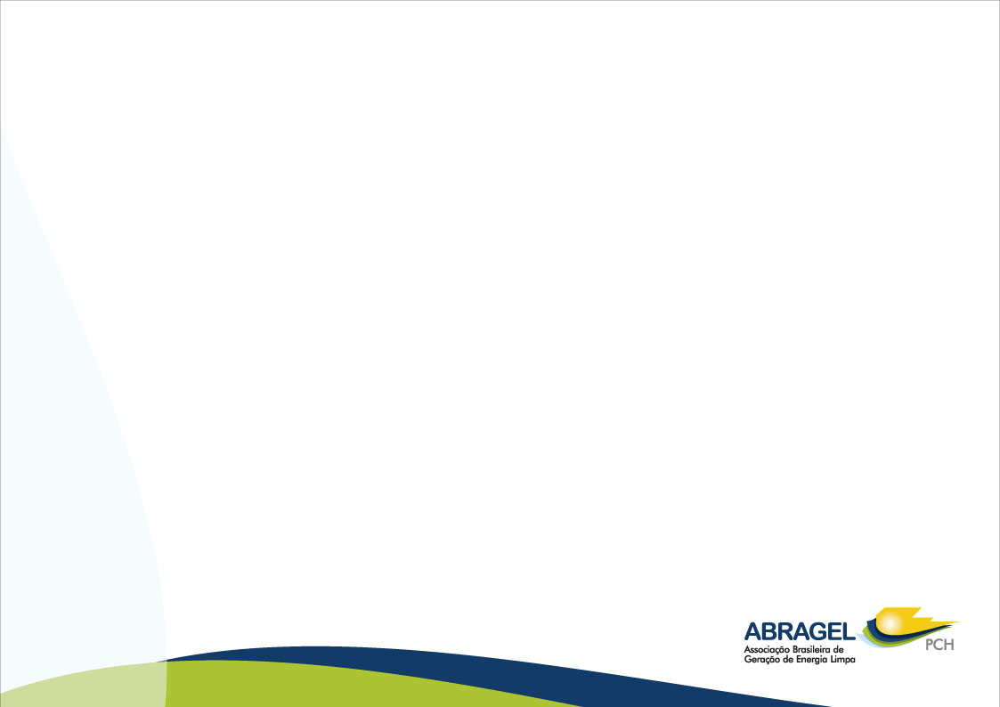 ABRAGEL
Associação Brasileira de
Geração de Energia Limpa
PCH